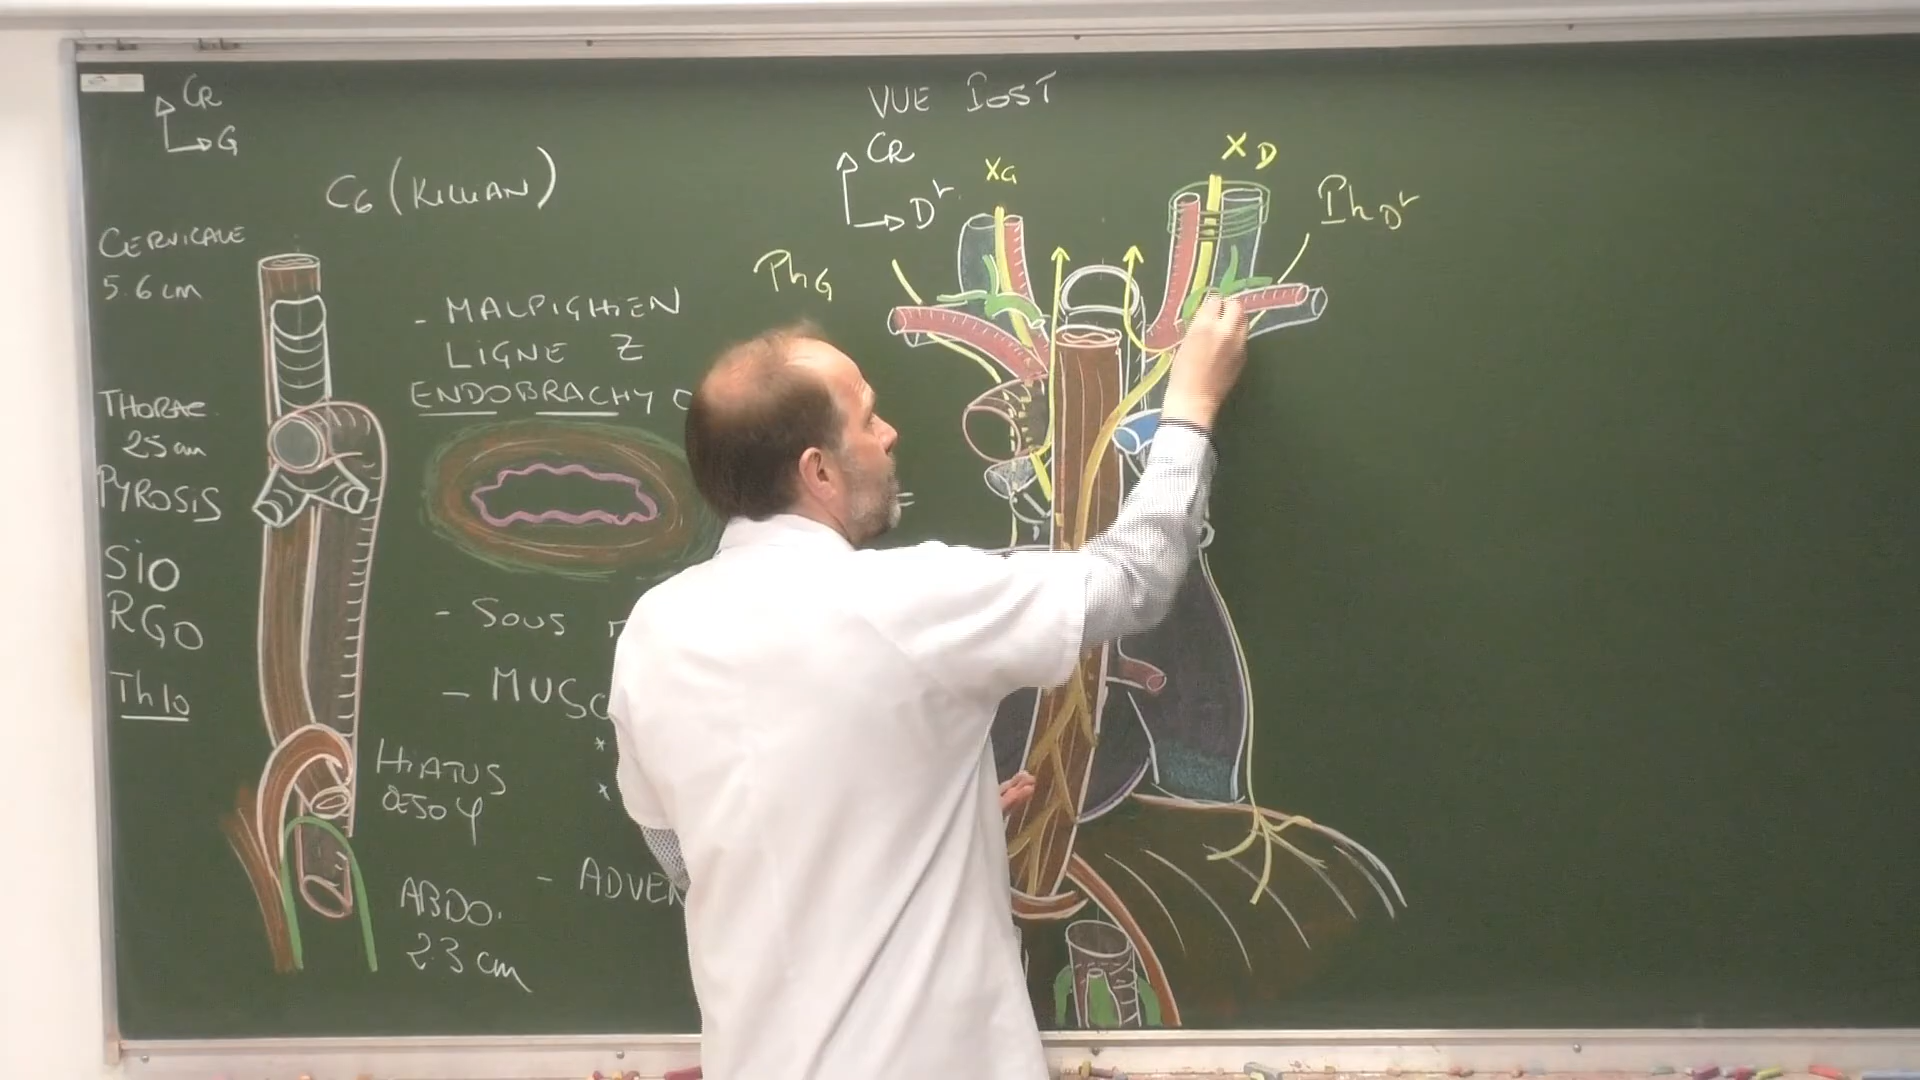 CR
G
C6 (KILLIAN)
CERVICALE
5.6 cm
THORAC
25 cm
PYROSIS
SIO
RGO
Th10
- MALPIGHIEN
LIGNE Z
ENDOBRACHY O
- SOUS
- MUSC
*
*
- ADVEN
HIATUS
ABDO.
2.3 cm
VUE POST
CR
Dr
XG
XD
PhG
PhDr
=